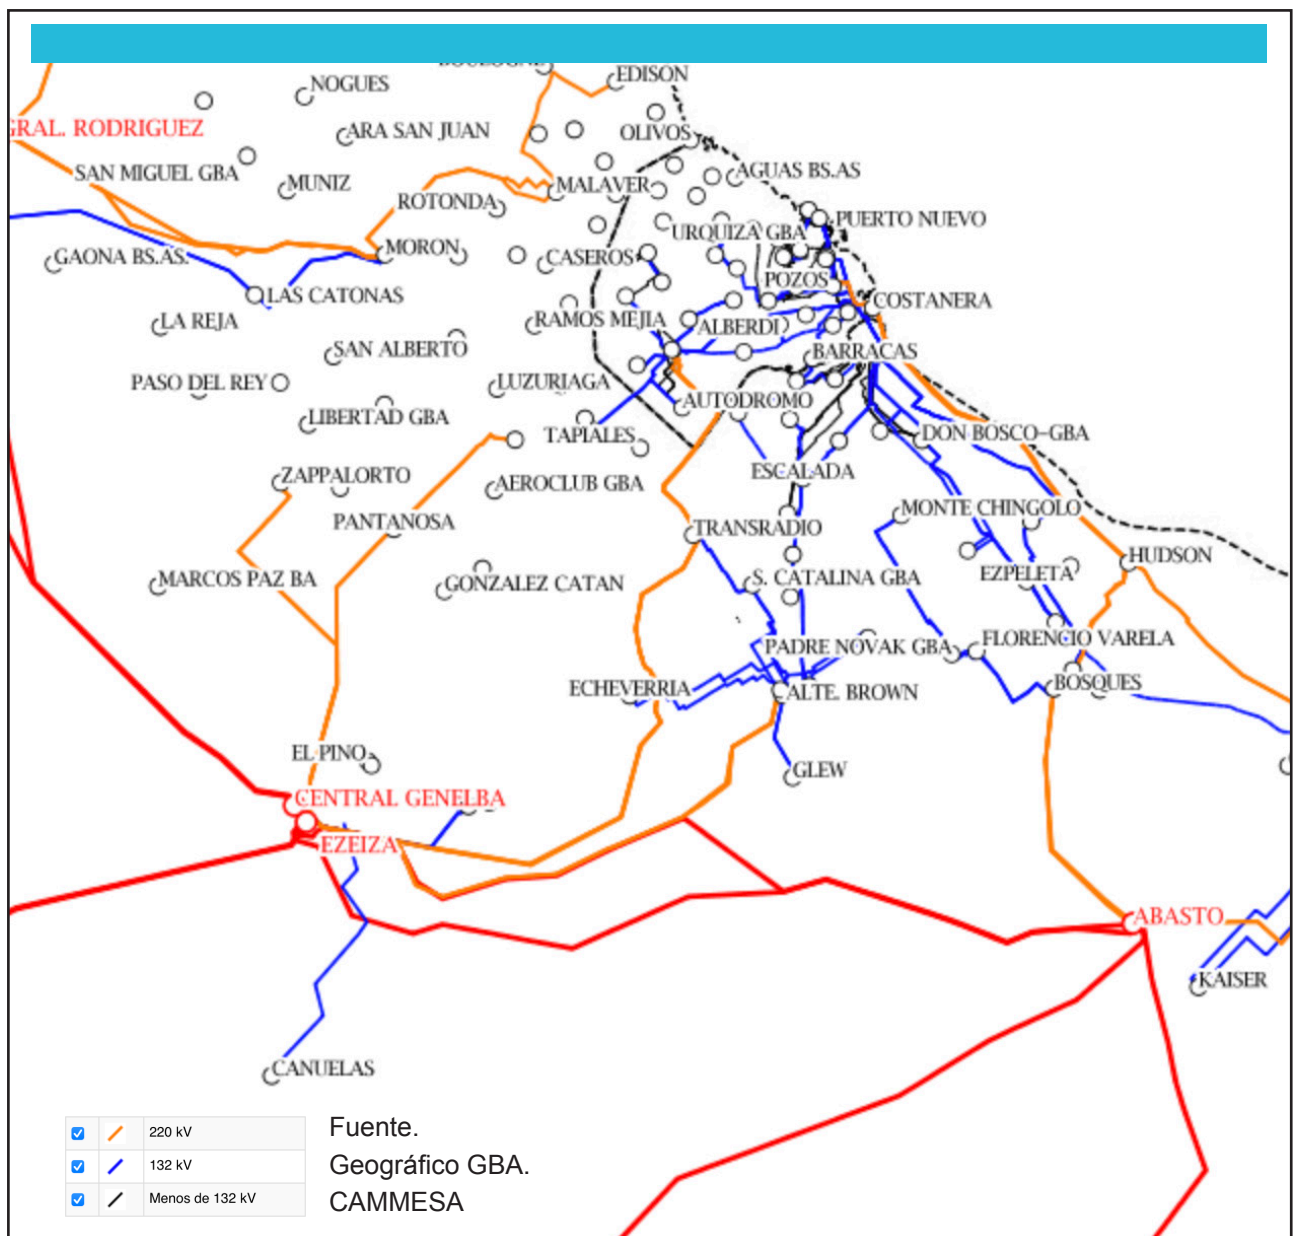 EDISON
NOGUES
GRAL. RODRIGUEZ
ARA SAN JUAN
OLIVOS
SAN MIGUEL GBA
MUNIZ
MALAVER
AGUAS BS.AS
ROTONDA
PUERTO NUEVO
URQUIZA GBA
GAONA BS.AS.
MORON
CASEROS
POZOS
LAS CATONAS
COSTANERA
LA REJA
RAMOS MEJIA
ALBERDI
SAN ALBERTO
BARRACAS
PASO DEL REY
LUZURIAGA
AUTODROMO
LIBERTAD GBA
TAPIALES
DON BOSCO-GBA
ZAPPALORTO
AEROCLUB GBA
ESCALADA
PANTANOSA
TRANSRADIO
MONTE CHINGOLO
HUDSON
MARCOS PAZ BA
GONZALEZ CATAN
S. CATALINA GBA
EZPELETA
PADRE NOVAK GBA
FLORENCIO VARELA
ECHEVERRIA
ALTE. BROWN
BOSQUES
EL PINO
GLEW
CENTRAL GENELBA
EZEIZA
ABASTO
KAISER
CANUELAS
220 kV
132 kV
Menos de 132 kV
Fuente.
Geográfico GBA.
CAMMESA